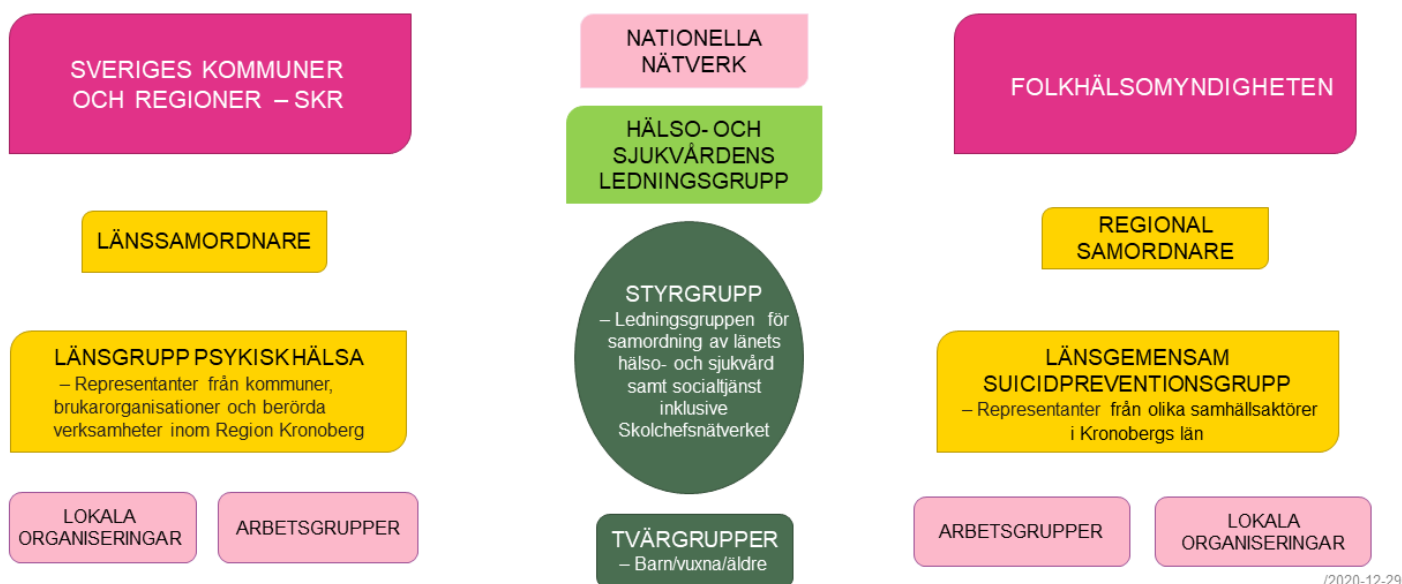 SVERIGES KOMMUNER
OCH REGIONER – SKR
LÄNSSAMORDNARE
LÄNSGRUPP PSYKISK HÄLSA
– Representanter från kommuner,
brukarorganisationer och berörda
verksamheter inom Region Kronoberg
LOKALA
ORGANISERINGAR
ARBETSGRUPPER
NATIONELLA
NÄTVERK
HÄLSO- OCH
SJUKVÅRDENS
LEDNINGSGRUPP
STYRGRUPP
– Ledningsgruppen för
samordning av länets
hälso- och sjukvård
samt socialtjänst
inklusive
Skolchefsnätverket
TVÄRGRUPPER
– Barn/vuxna/äldre
FOLKHÄLSOMYNDIGHETEN
REGIONAL
SAMORDNARE
LÄNSGEMENSAM
SUICIDPREVENTIONSGRUPP
– Representanter från olika samhällsaktörer
i Kronobergs län
ARBETSGRUPPER
LOKALA
ORGANISERINGAR
/2020-12-29